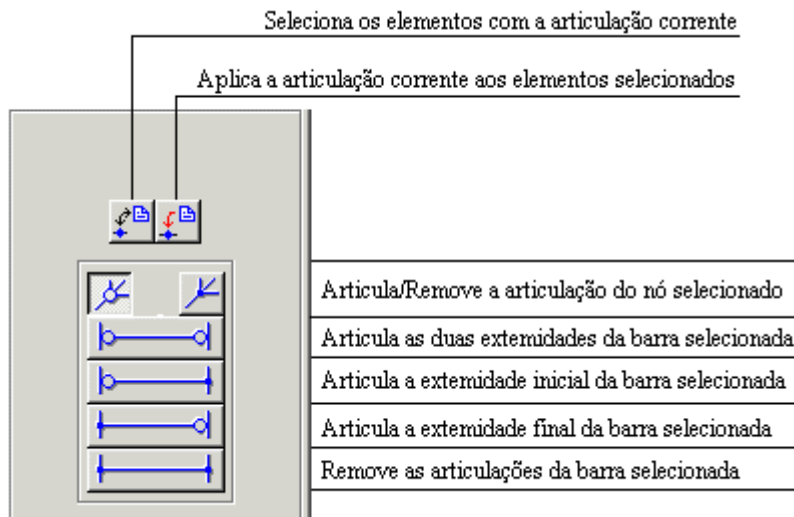 Seleciona os elementos com a articulação corrente
Aplica a articulação corrente aos elementos selecionados
Articula/Remove a articulação do nó selecionado
Articula as duas extemidades da barra selecionada
Articula a extemidade inicial da barra selecionada
Articula a extemidade final da barra selecionada
Remove as articulações da barra selecionada